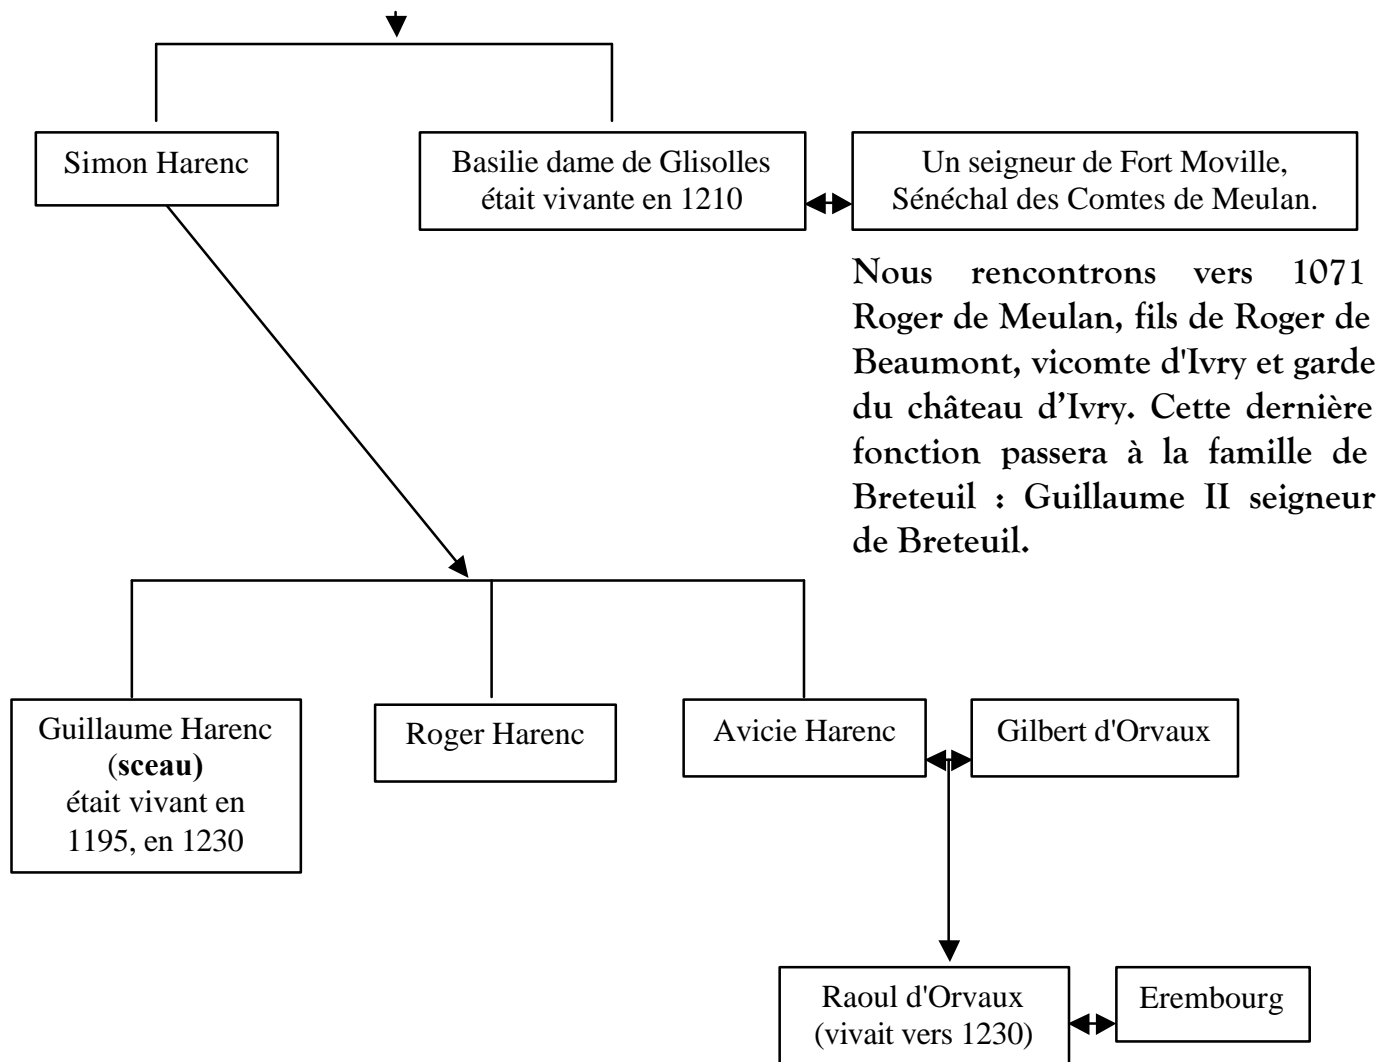 Simon Harenc
Basilie dame de Glisolles
était vivante en 1210
Un seigneur de Fort Moville,
Sénéchal des Comtes de Meulan.
Nous rencontrons vers 1071
Roger de Meulan, fils de Roger de
Beaumont, vicomte d'Ivry et garde
du château d’Ivry. Cette dernière
fonction passera à la famille de
Breteuil : Guillaume II seigneur
de Breteuil.
Guillaume Harenc
(sceau)
était vivant en
1195, en 1230
Roger Harenc
Avicie Harenc
Gilbert d'Orvaux
Raoul d'Orvaux
(vivait vers 1230)
Erembourg